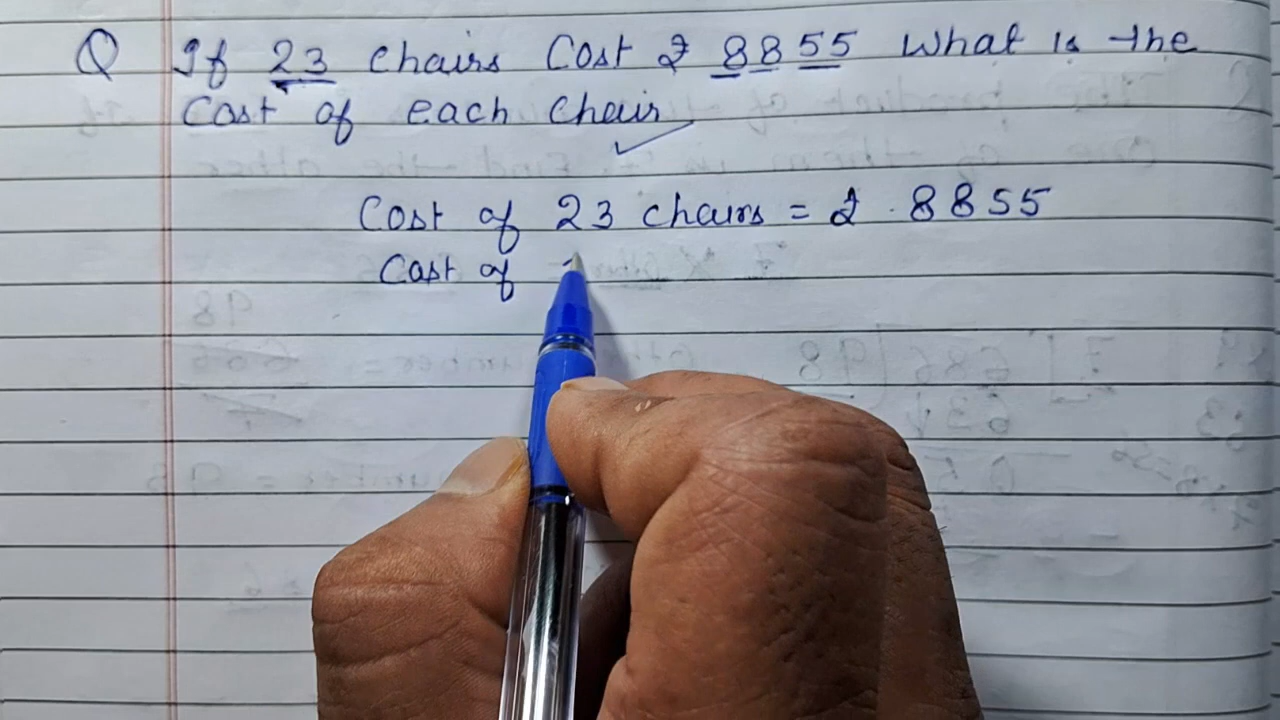 Q If 23 chairs Cost ₹ 8855 What is the
Cost of each Chair
Cost of 23 chairs = ₹ 8855
Cost of 1